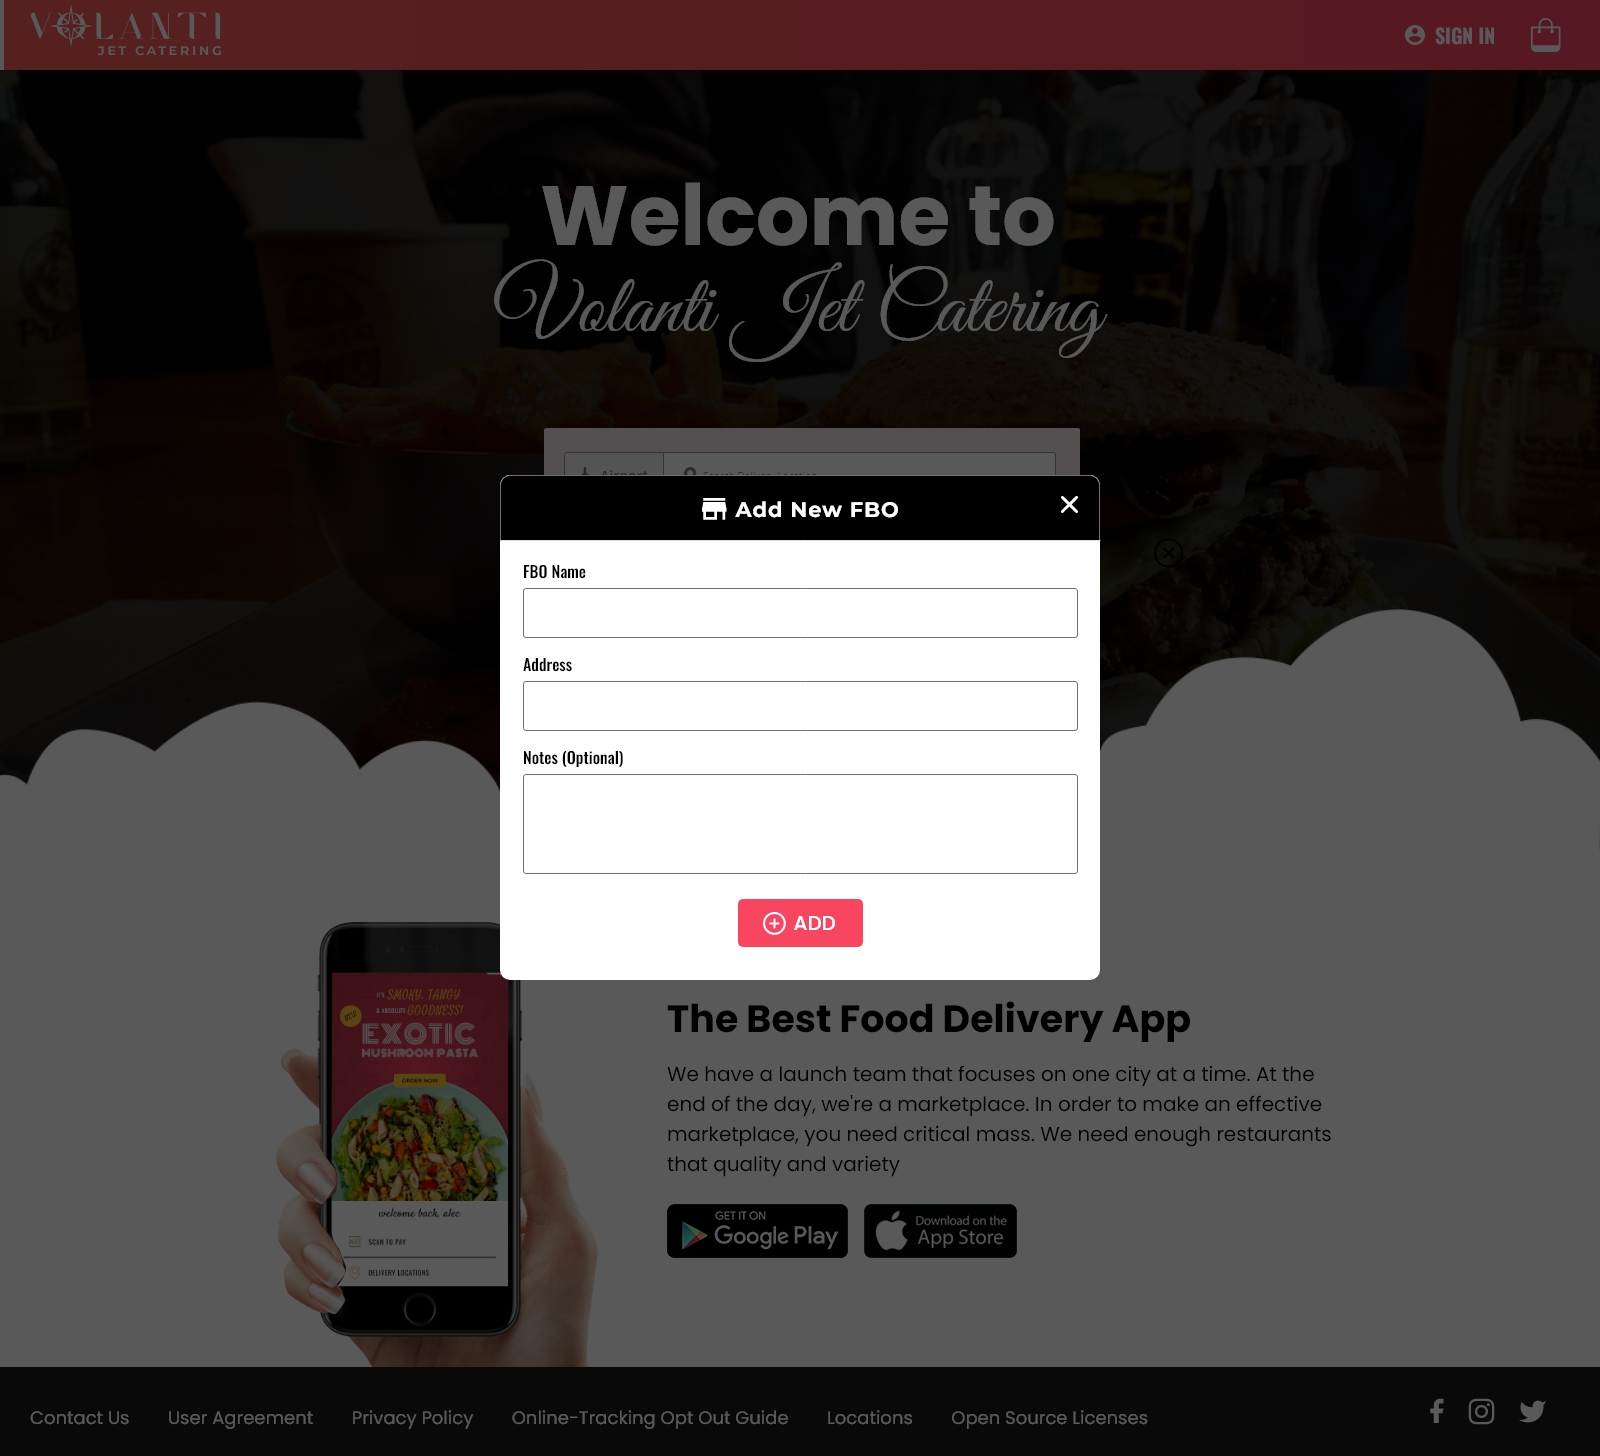 VOLANTI
JET CATERING
SIGN IN
Welcome to
Volanti Jet Catering
Airport
Search Delivery Location
Add New FBO
FBO Name
Address
Notes (Optional)
ADD
IT'S SMOKY, TANGY
& ABSOLUTE GOODNESS!
NEW
EXOTIC
MUSHROOM PASTA
ORDER NOW
welcome back, alec
SCAN TO PAY
DELIVERY LOCATIONS
The Best Food Delivery App
We have a launch team that focuses on one city at a time. At the
end of the day, we're a marketplace. In order to make an effective
marketplace, you need critical mass. We need enough restaurants
that quality and variety
GET IT ON
Google Play
Download on the
App Store
Contact Us
User Agreement
Privacy Policy
Online-Tracking Opt Out Guide
Locations
Open Source Licenses